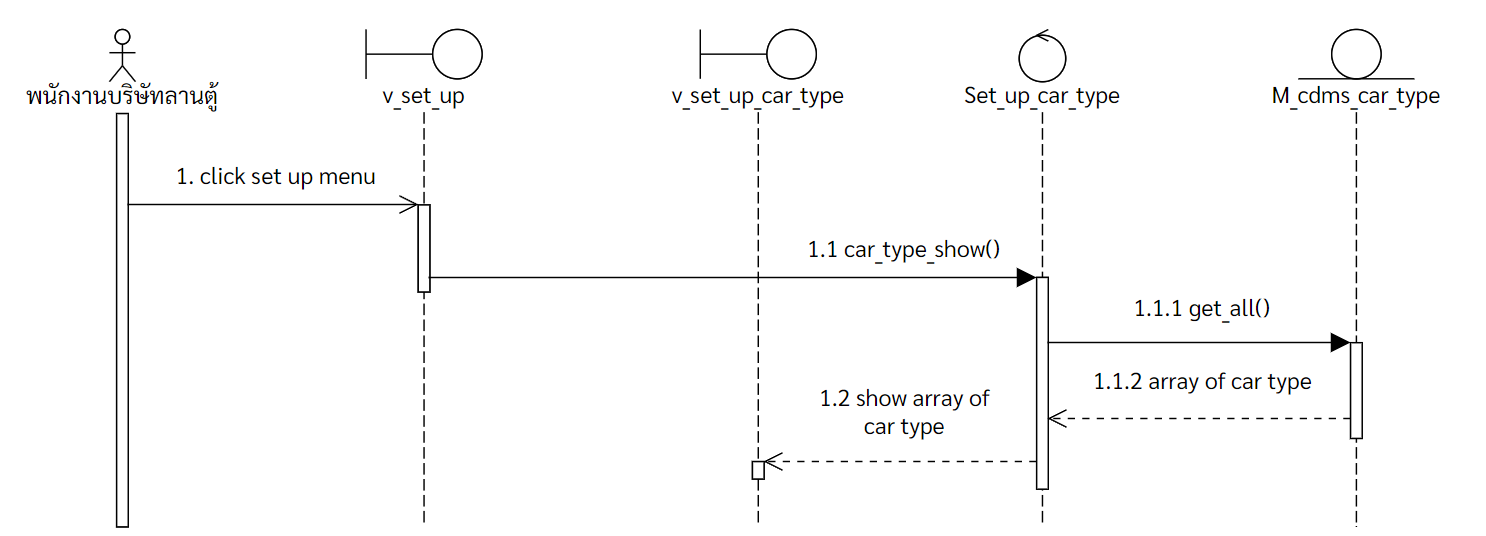 พนักงานบริษัทลานตู้
v_set_up
v_set_up_car_type
Set_up_car_type
M_cdms_car_type
1. click set up menu
1.1 car_type_show()
1.1.1 get_all()
1.1.2 array of car type
1.2 show array of
car type